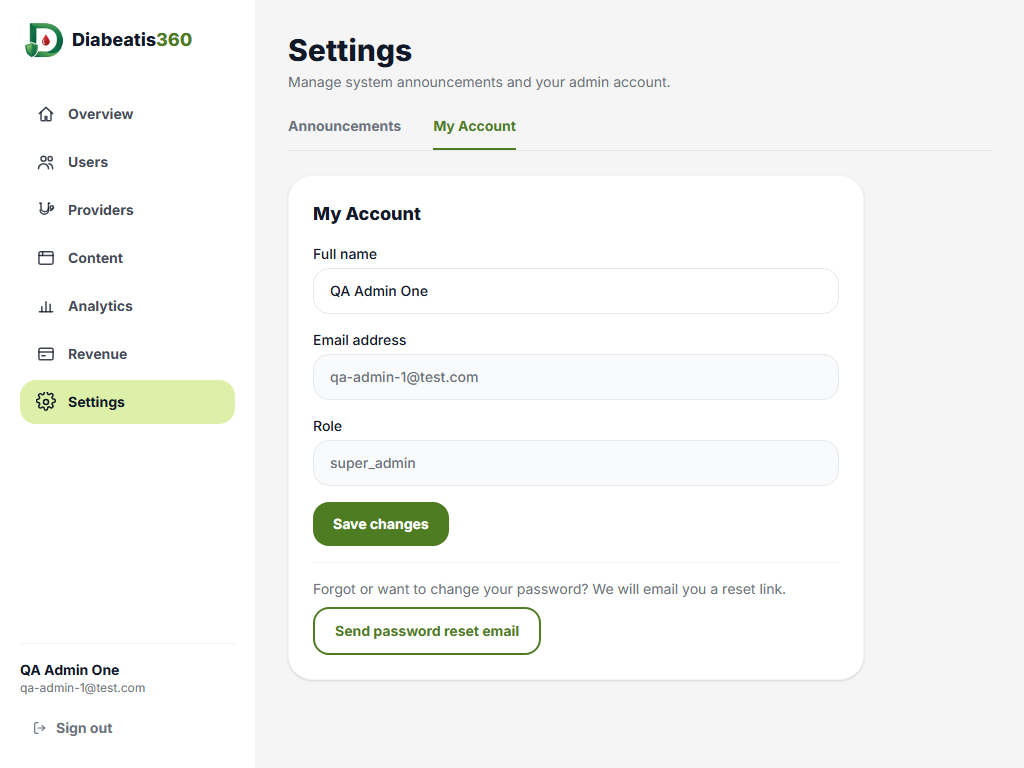 Diabeatis360
Overview
Users
Providers
Content
Analytics
Revenue
Settings
QA Admin One
qa-admin-1@test.com
Sign out
Settings
Manage system announcements and your admin account.
Announcements
My Account
My Account
Full name
QA Admin One
Email address
qa-admin-1@test.com
Role
super_admin
Save changes
Forgot or want to change your password? We will email you a reset link.
Send password reset email